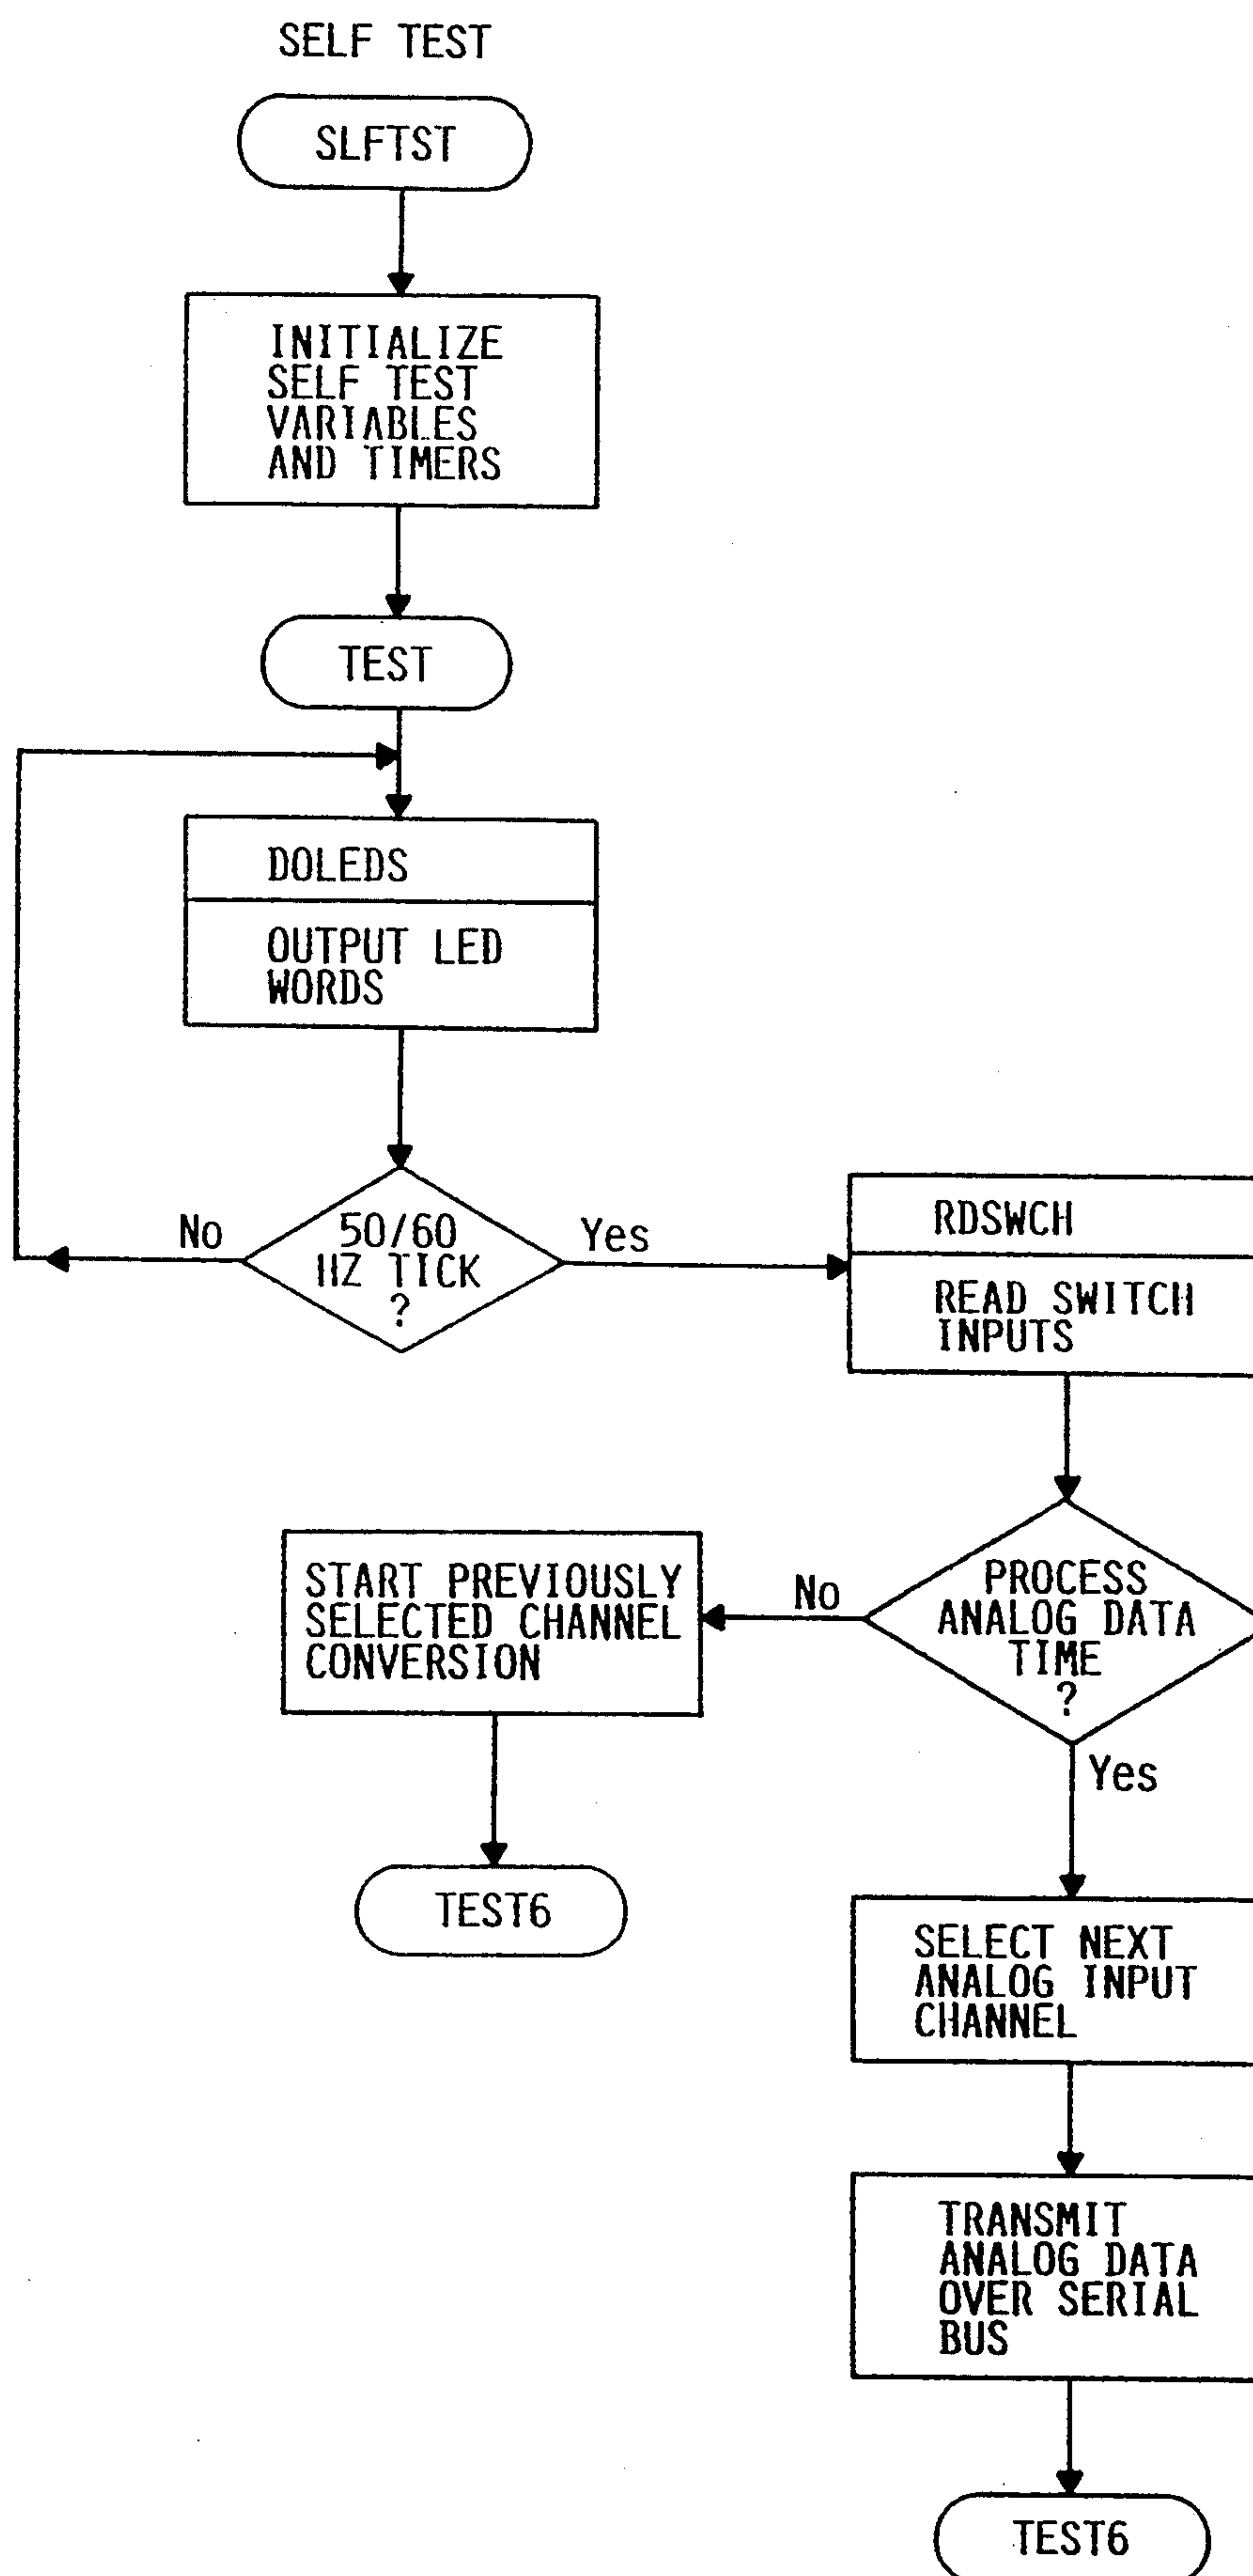 SELF TEST
SLFTST
INITIALIZE
SELF TEST
VARIABLES
AND TIMERS
TEST
DOLEDS
OUTPUT LED
WORDS
50/60
HZ TICK
?
No
Yes
RDSWCH
READ SWITCH
INPUTS
PROCESS
ANALOG DATA
TIME
?
No
START PREVIOUSLY
SELECTED CHANNEL
CONVERSION
TEST6
Yes
SELECT NEXT
ANALOG INPUT
CHANNEL
TRANSMIT
ANALOG DATA
OVER SERIAL
BUS
TEST6